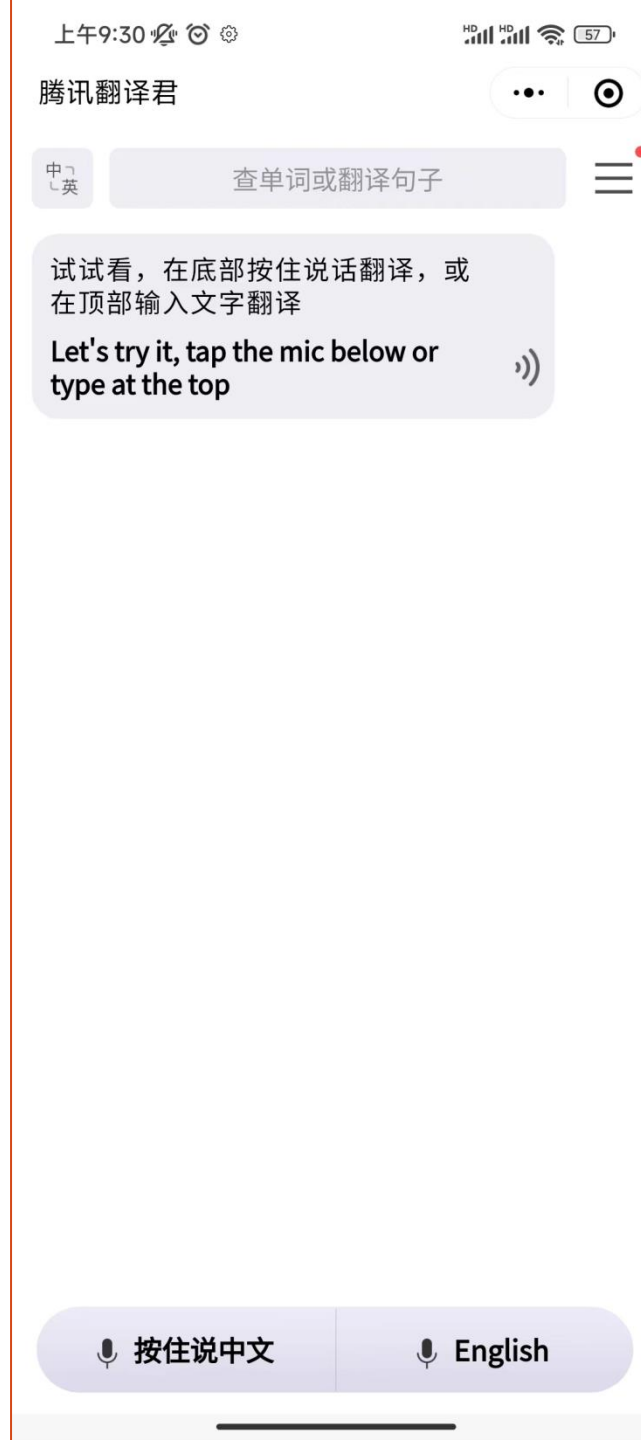 上午9:30
HD HD 57
腾讯翻译君
中英
查单词或翻译句子
试试看，在底部按住说话翻译，或
在顶部输入文字翻译
Let's try it, tap the mic below or
type at the top
按住说中文
English